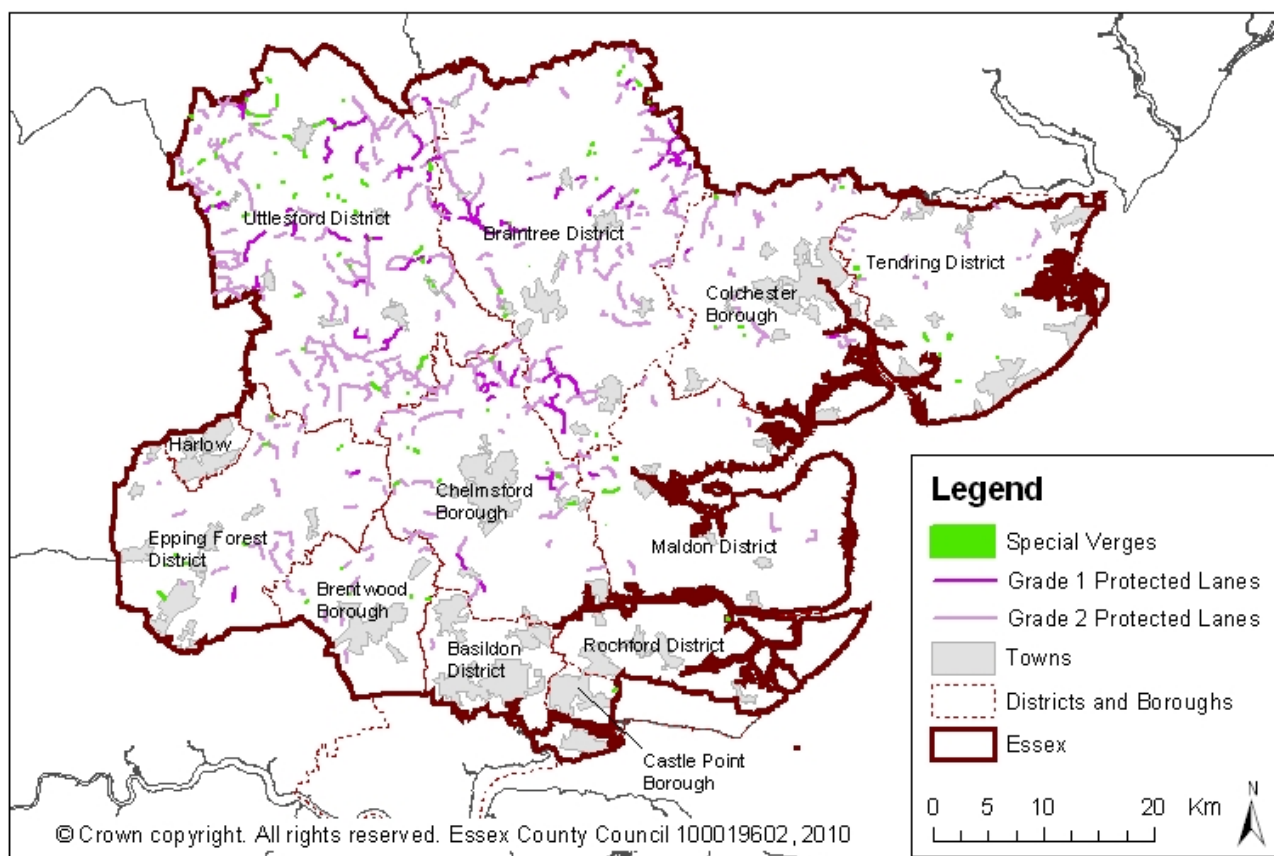 Uttlesford District
Braintree District
Tendring District
Colchester
Borough
Harlow
Chelmsford
Borough
Epping Forest
District
Maldon District
Brentwood
Borough
Basildon
District
Rochford District
Castle Point
Borough
Legend
Special Verges
Grade 1 Protected Lanes
Grade 2 Protected Lanes
Towns
Districts and Boroughs
Essex
0 5 10 20 Km
N
© Crown copyright. All rights reserved. Essex County Council 100019602, 2010